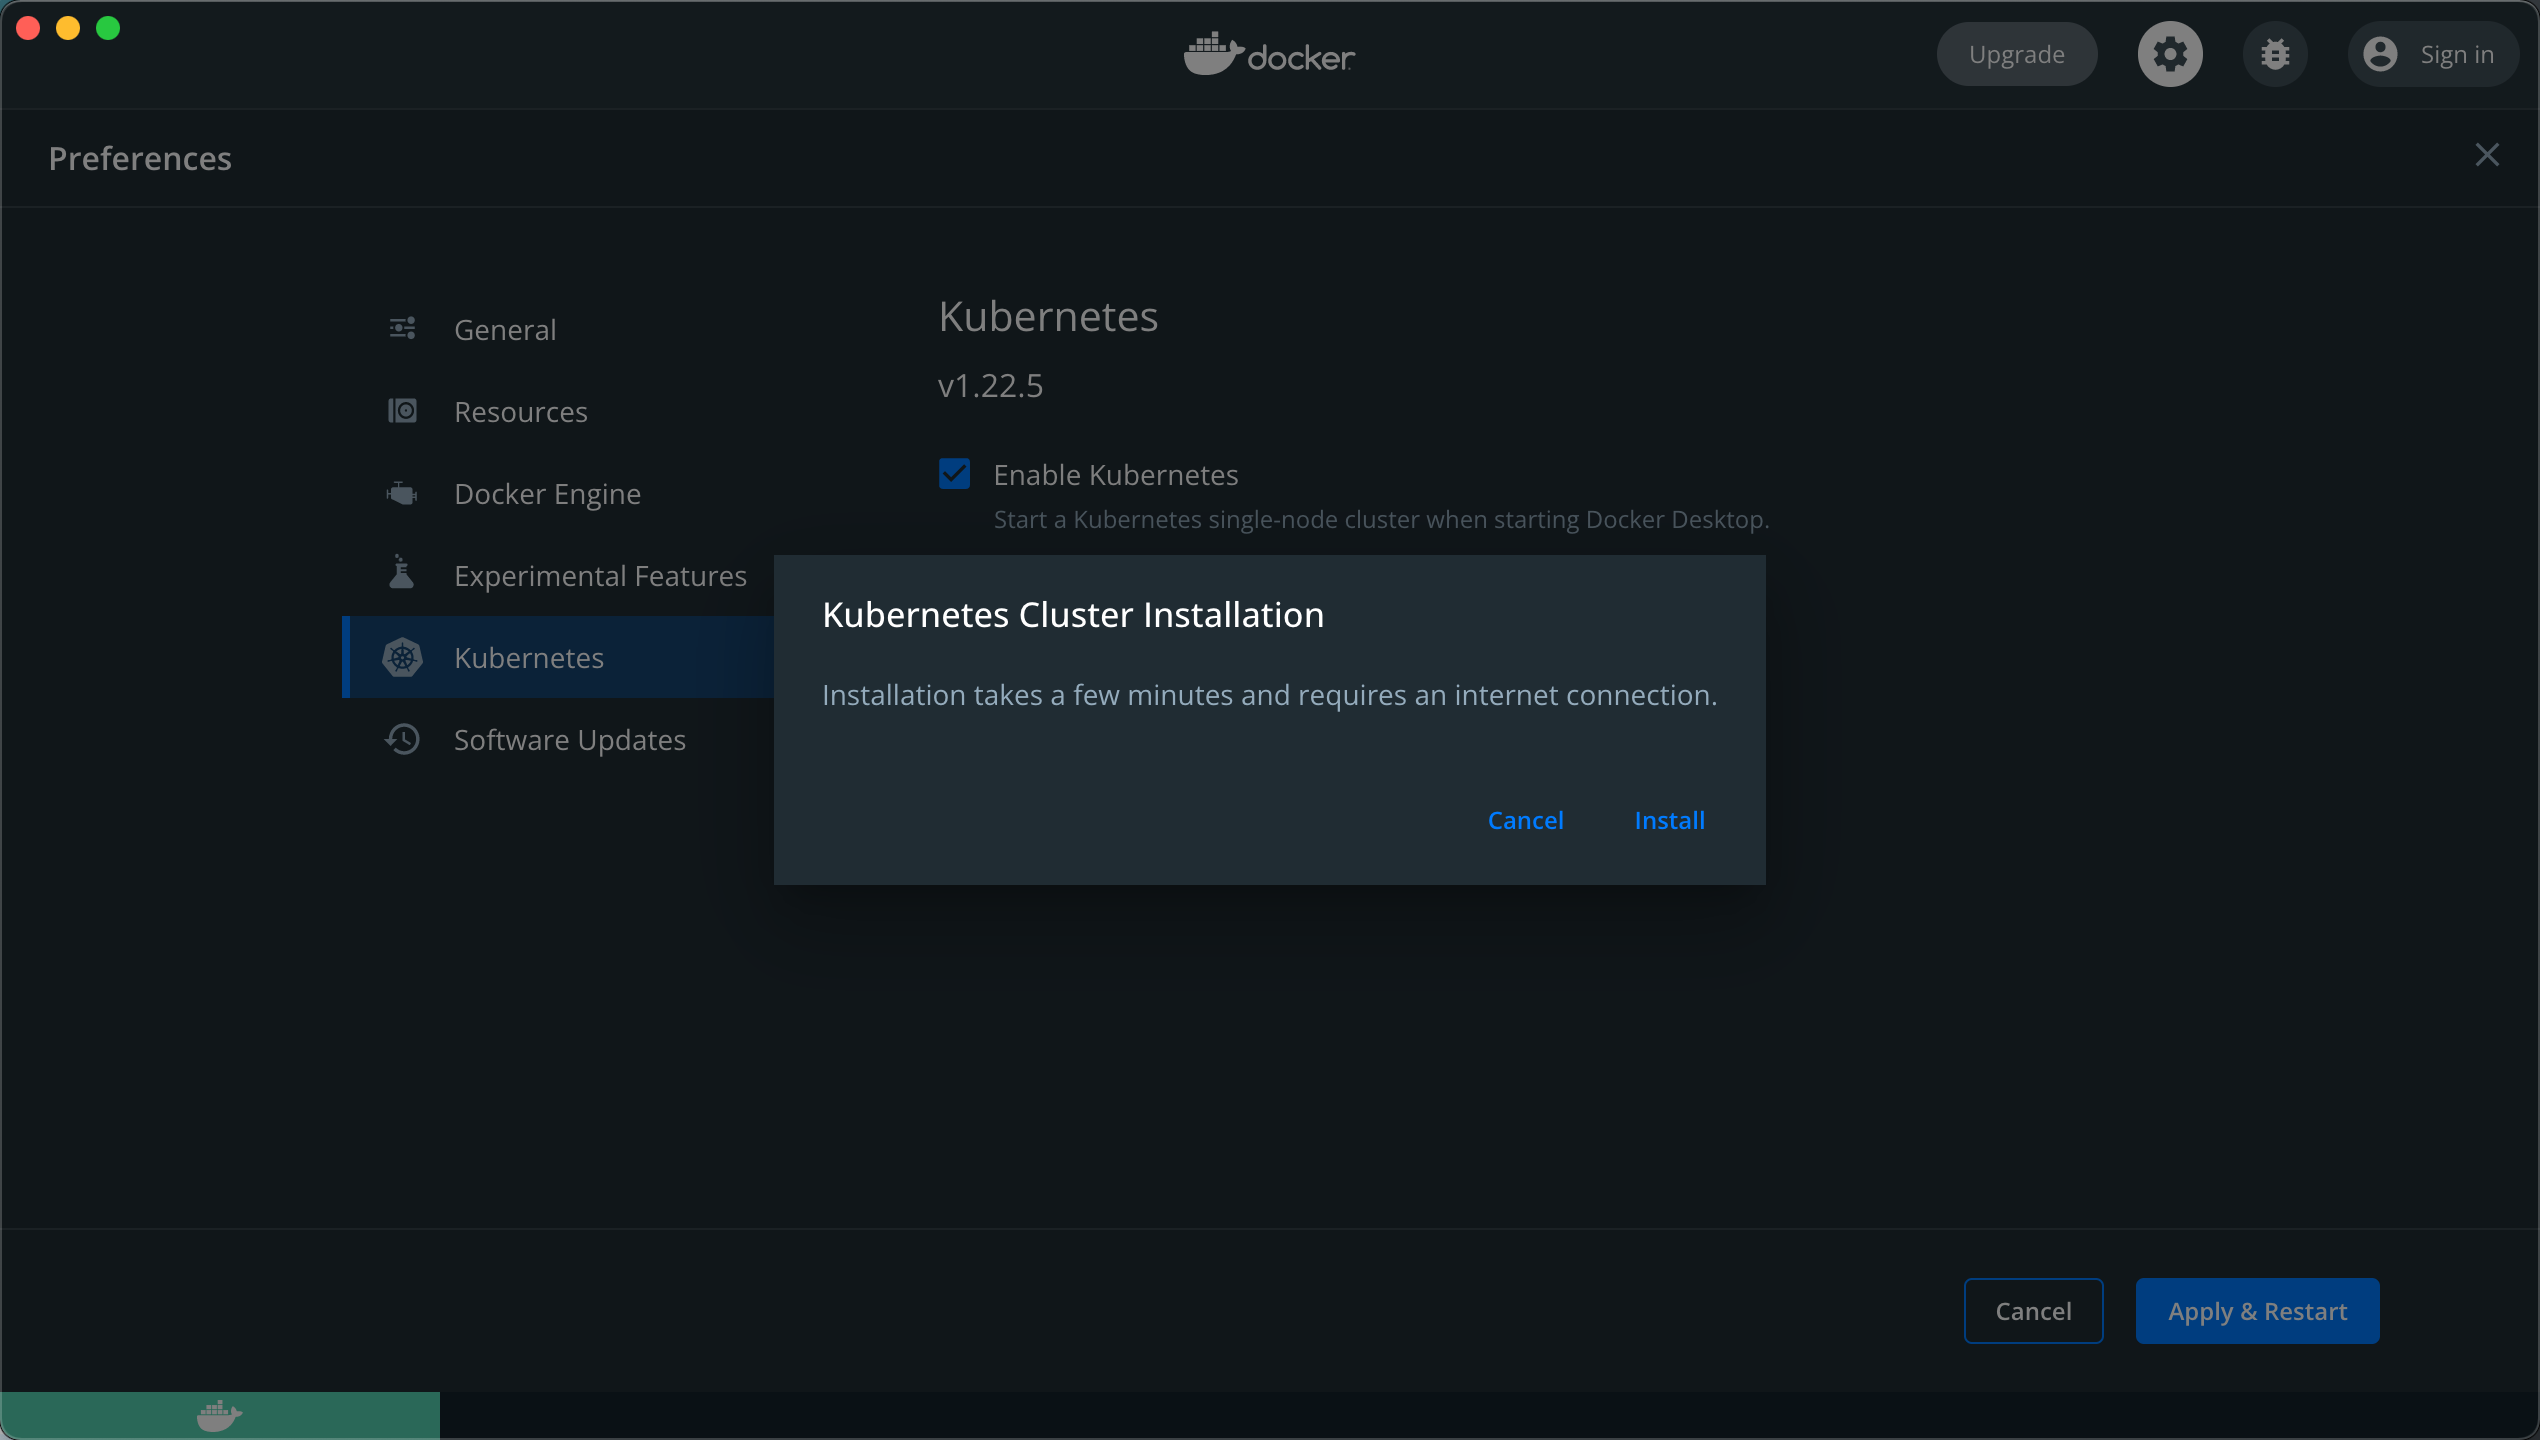 docker
Upgrade
Sign in
Preferences
General
Resources
Docker Engine
Experimental Features
Kubernetes
Software Updates
Kubernetes
v1.22.5
Enable Kubernetes
Start a Kubernetes single-node cluster when starting Docker Desktop.
Kubernetes Cluster Installation
Installation takes a few minutes and requires an internet connection.
Cancel
Install
Cancel
Apply & Restart